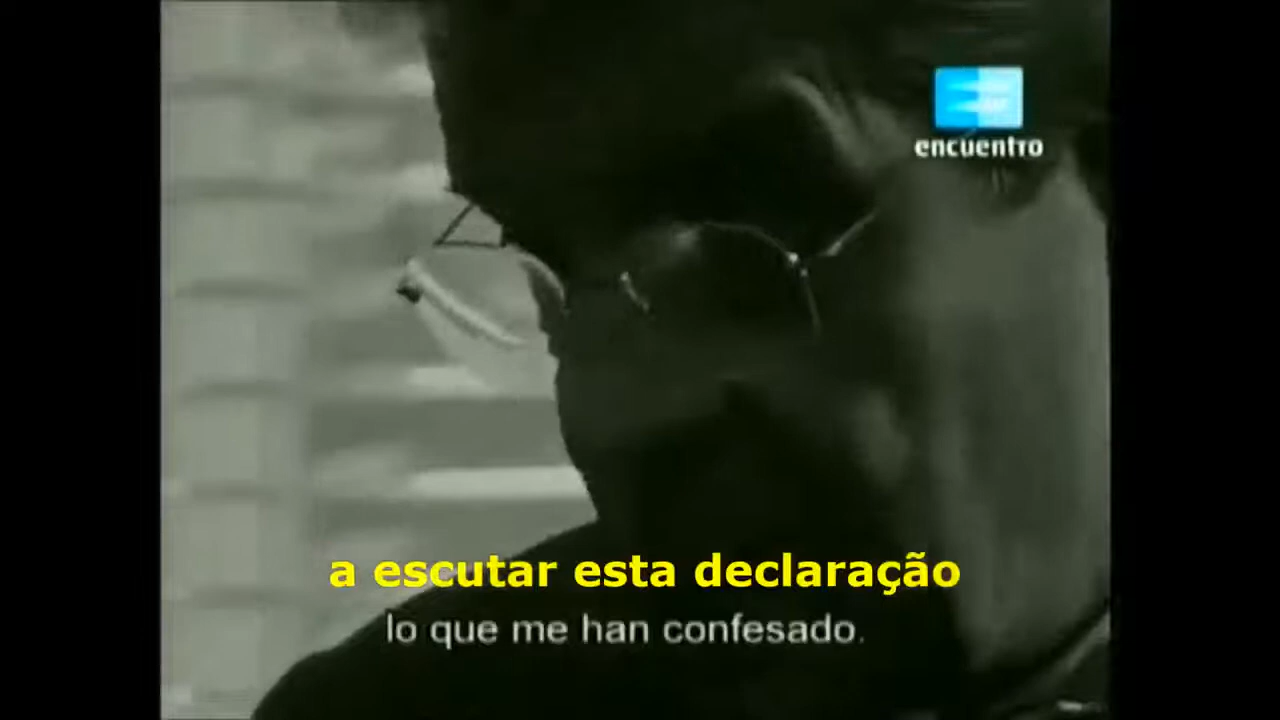 encuentro
a escutar esta declaração
lo que me han confesado.